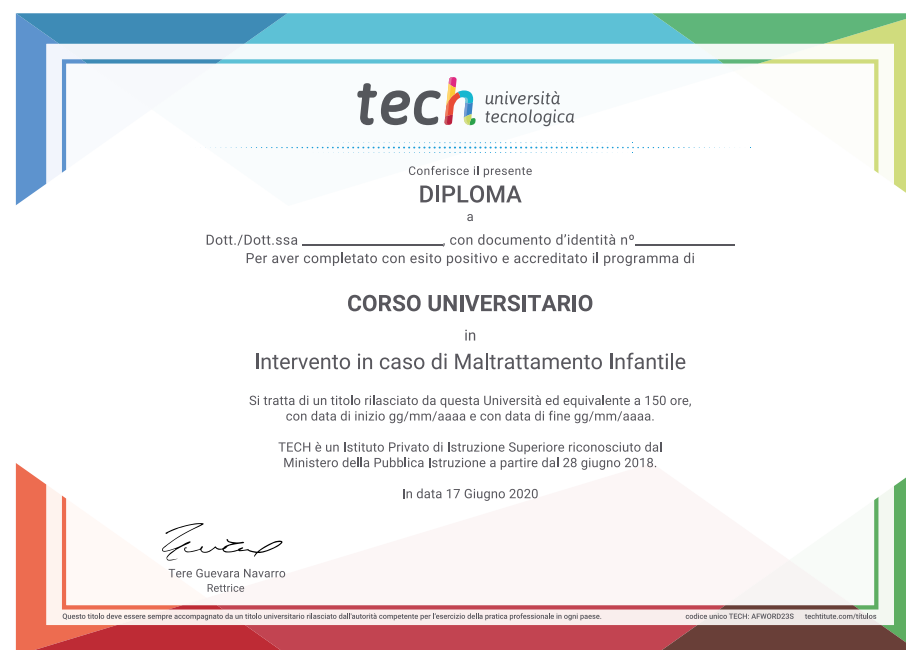 tech università
tecnologica
Conferisce il presente
DIPLOMA
a
Dott./Dott.ssa ____________________, con documento d'identità nº______________
Per aver completato con esito positivo e accreditato il programma di
CORSO UNIVERSITARIO
in
Intervento in caso di Maltrattamento Infantile
Si tratta di un titolo rilasciato da questa Università ed equivalente a 150 ore,
con data di inizio gg/mm/aaaa e con data di fine gg/mm/aaaa.
TECH è un Istituto Privato di Istruzione Superiore riconosciuto dal
Ministero della Pubblica Istruzione a partire dal 28 giugno 2018.
In data 17 Giugno 2020
Tere Guevara Navarro
Rettrice
Questo titolo deve essere sempre accompagnato da un titolo universitario rilasciato dall'autorità competente per l'esercizio della pratica professionale in ogni paese. codice unico TECH: AFWORD23S techtitute.com/titulos